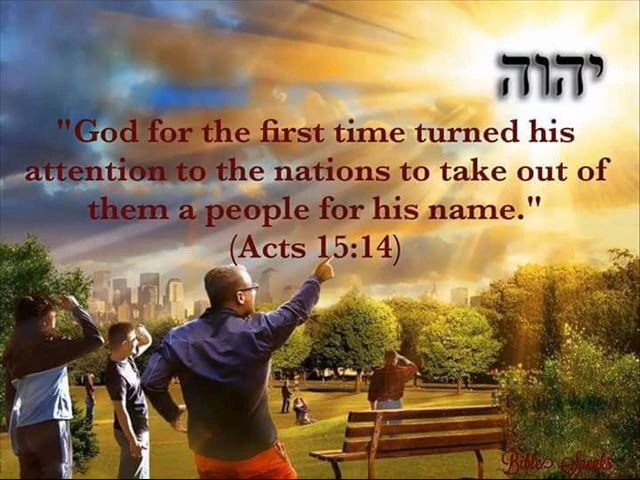 יהוה
"God for the first time turned his
attention to the nations to take out of
them a people for his name."
(Acts 15:14)
Bible Speaks